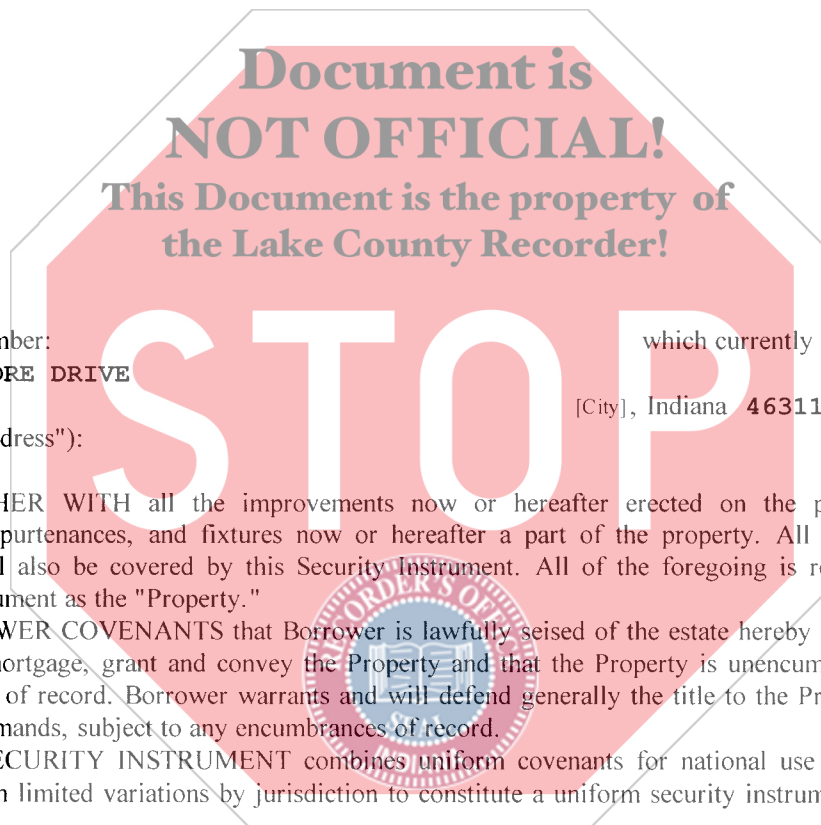 Document is
NOT OFFICIAL!
This Document is the property of
the Lake County Recorder!
STOP
mber: which currently
ORE DRIVE
[City], Indiana 46311
dress"):
HER WITH all the improvements now or hereafter erected on the p
purtenances, and fixtures now or hereafter a part of the property. All
l also be covered by this Security Instrument. All of the foregoing is re
ument as the "Property."
WER COVENANTS that Borrower is lawfully seised of the estate hereby
nortgage, grant and convey the Property and that the Property is unencum
of record. Borrower warrants and will defend generally the title to the Pr
mands, subject to any encumbrances of record.
ECURITY INSTRUMENT combines uniform covenants for national use
h limited variations by jurisdiction to constitute a uniform security instrum
RECORDER'S OFFICE
SEAL
INDIANA